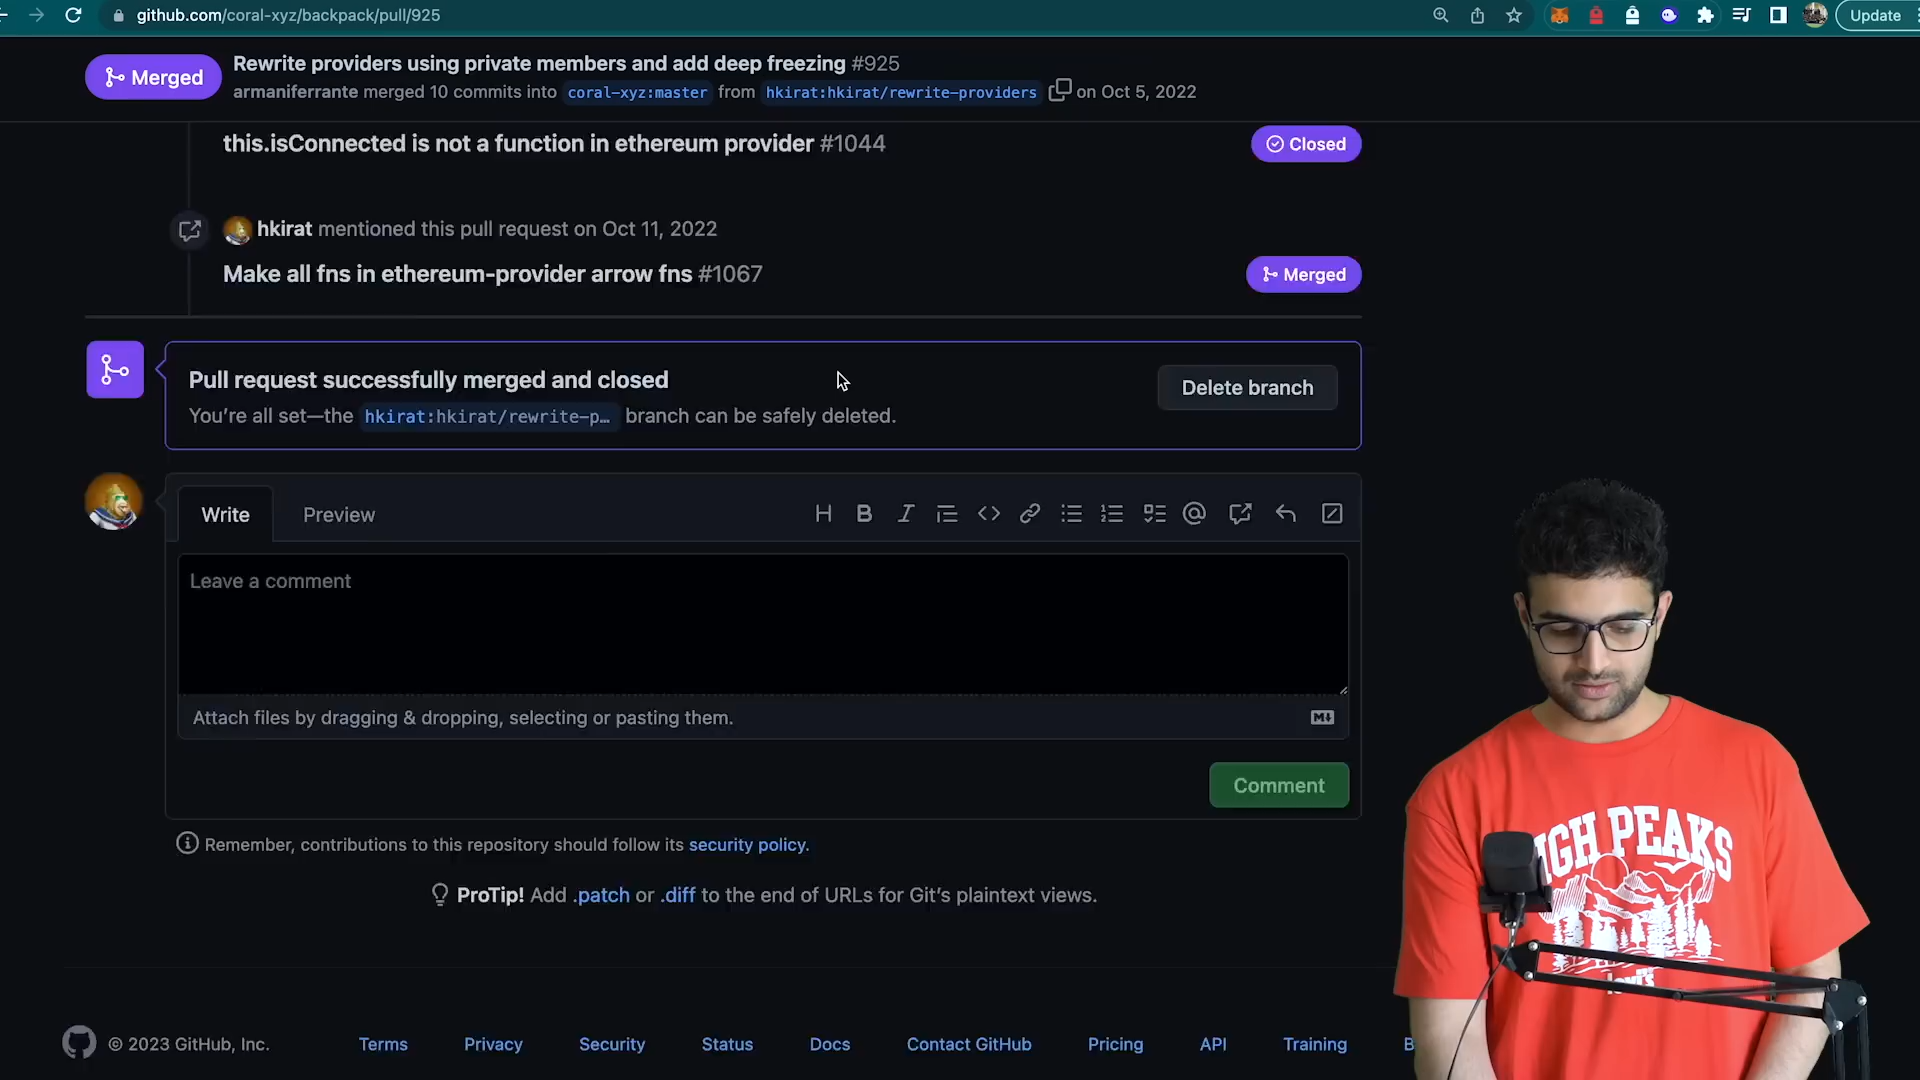 github.com/coral-xyz/backpack/pull/925
Update
Merged
Rewrite providers using private members and add deep freezing #925
armaniferrante merged 10 commits into coral-xyz:master from hkirat:hkirat/rewrite-providers on Oct 5, 2022
this.isConnected is not a function in ethereum provider #1044
Closed
hkirat mentioned this pull request on Oct 11, 2022
Make all fns in ethereum-provider arrow fns #1067
Merged
Pull request successfully merged and closed
You're all set—the hkirat:hkirat/rewrite-p… branch can be safely deleted.
Delete branch
Write
Preview
Leave a comment
Attach files by dragging & dropping, selecting or pasting them.
Comment
Remember, contributions to this repository should follow its security policy.
ProTip! Add .patch or .diff to the end of URLs for Git's plaintext views.
PEAKS
© 2023 GitHub, Inc.
Terms
Privacy
Security
Status
Docs
Contact GitHub
Pricing
API
Training
B